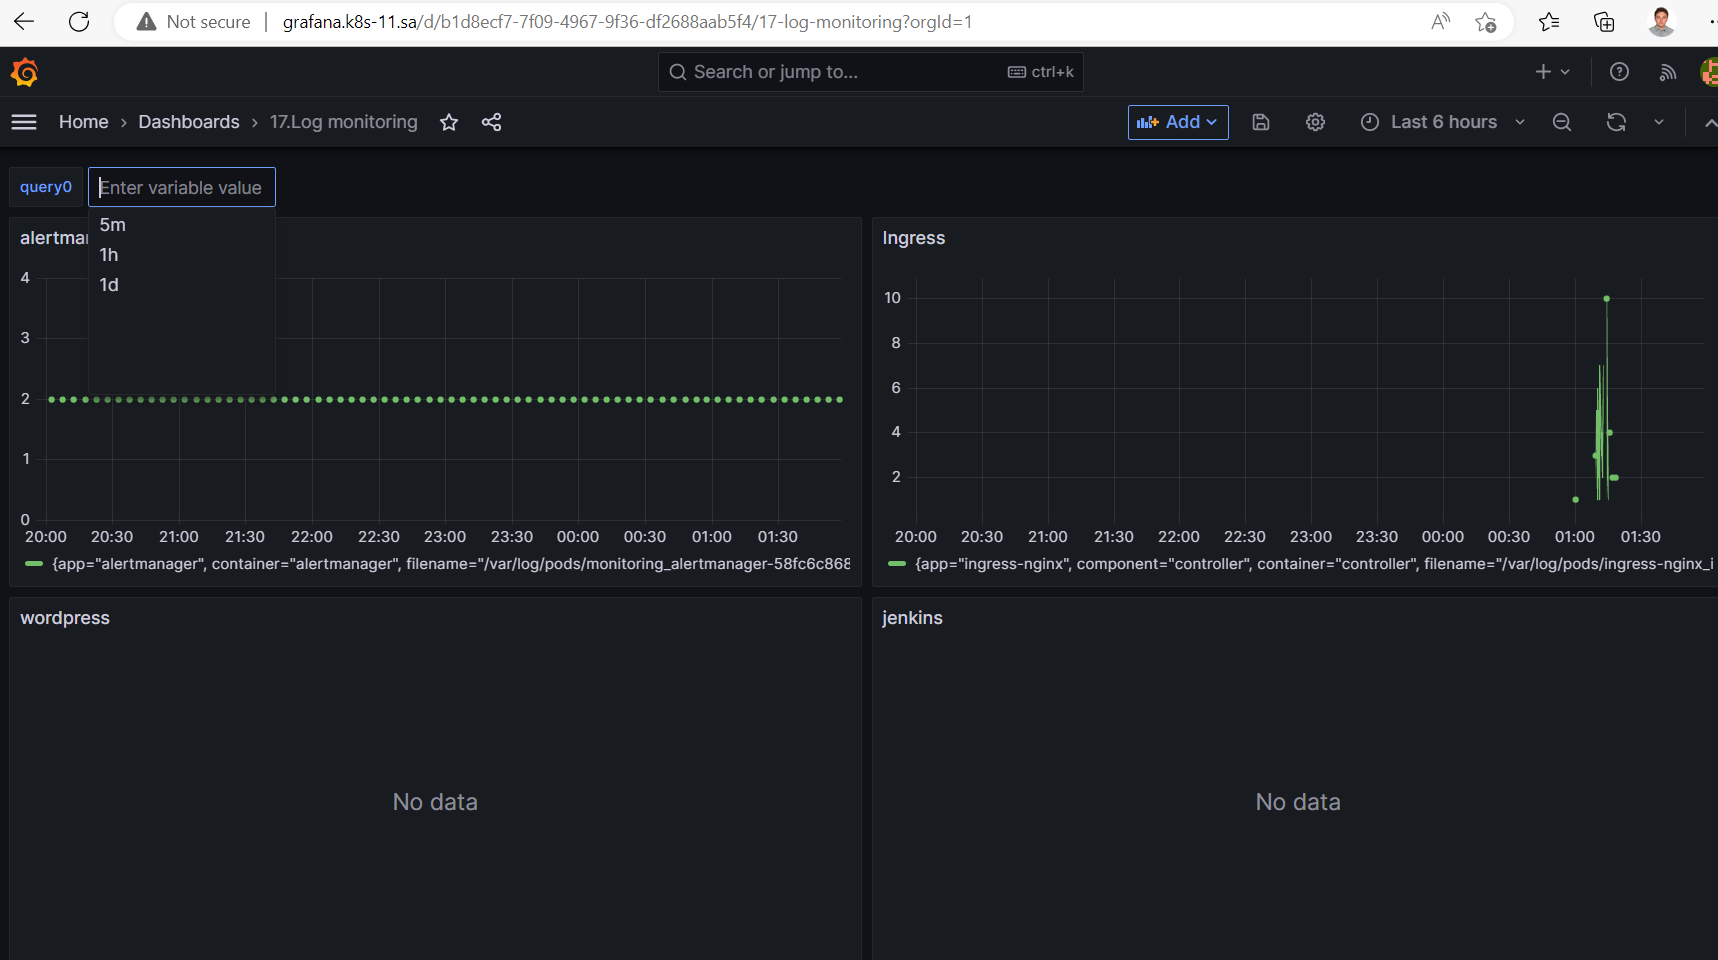 Not secure | grafana.k8s-11.sa/d/b1d8ecf7-7f09-4967-9f36-df2688aab5f4/17-log-monitoring?orgId=1
Search or jump to... ctrl+k
Home › Dashboards › 17.Log monitoring
Add
Last 6 hours
query0
Enter variable value
5m
1h
1d
alertma
4
3
2
1
0
20:00 20:30 21:00 21:30 22:00 22:30 23:00 23:30 00:00 00:30 01:00 01:30
{app="alertmanager", container="alertmanager", filename="/var/log/pods/monitoring_alertmanager-58fc6c868
Ingress
10
8
6
4
2
20:00 20:30 21:00 21:30 22:00 22:30 23:00 23:30 00:00 00:30 01:00 01:30
{app="ingress-nginx", component="controller", container="controller", filename="/var/log/pods/ingress-nginx_i
wordpress
No data
jenkins
No data